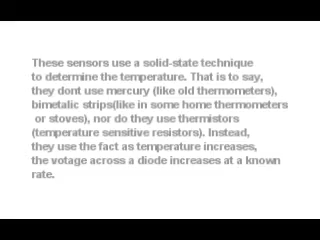 These sensors use a solid-state technique
to determine the temperature. That is to say,
they dont use mercury (like old thermometers),
bimetalic strips(like in some home thermometers
or stoves), nor do they use thermistors
(temperature sensitive resistors). Instead,
they use the fact as temperature increases,
the votage across a diode increases at a known
rate.